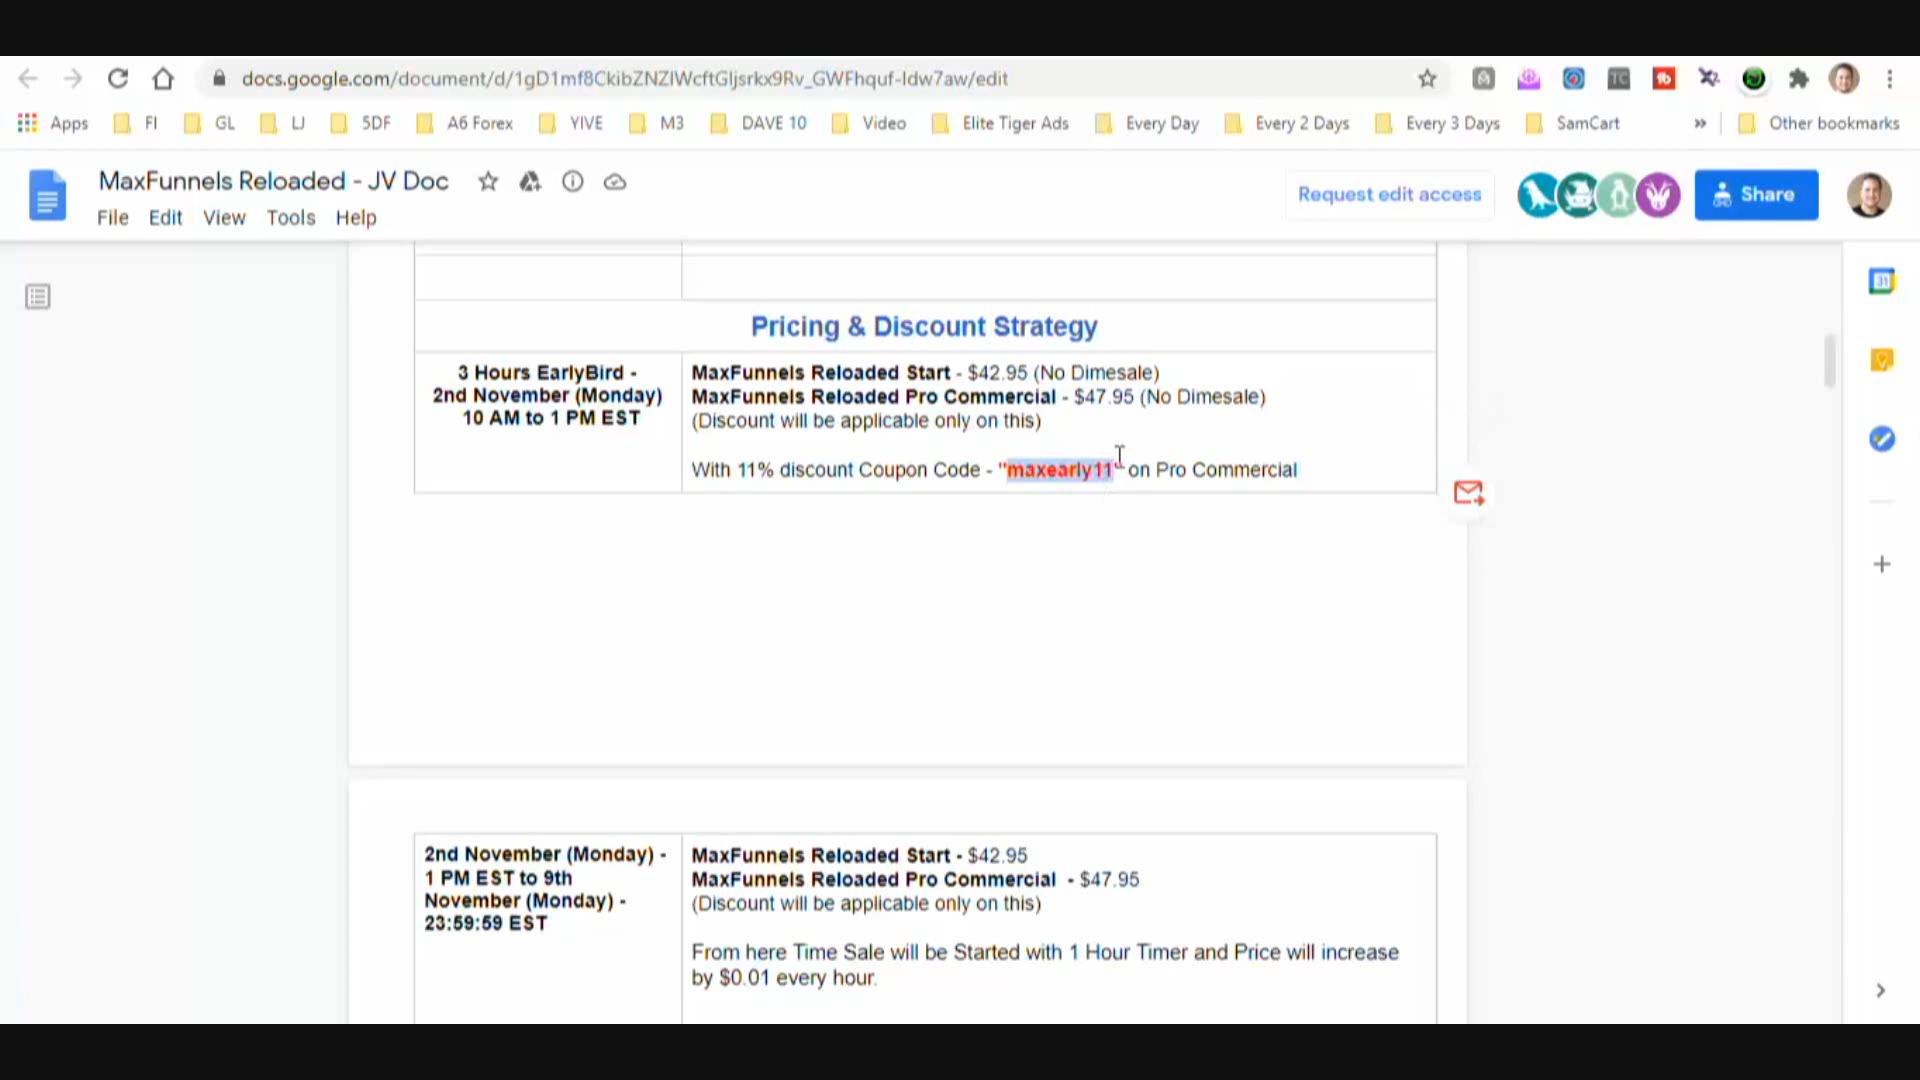 docs.google.com/document/d/1gD1mf8CkibZNZIWcftGljsrkx9Rv_GWFhquf-ldw7aw/edit
Apps FI GL LJ 5DF A6 Forex YIVE M3 DAVE 10 Video Elite Tiger Ads Every Day Every 2 Days Every 3 Days SamCart » Other bookmarks
MaxFunnels Reloaded - JV Doc
File Edit View Tools Help
Request edit access
Share
Pricing & Discount Strategy
3 Hours EarlyBird -
2nd November (Monday)
10 AM to 1 PM EST
MaxFunnels Reloaded Start - $42.95 (No Dimesale)
MaxFunnels Reloaded Pro Commercial - $47.95 (No Dimesale)
(Discount will be applicable only on this)
With 11% discount Coupon Code - "maxearly11" on Pro Commercial
2nd November (Monday) -
1 PM EST to 9th
November (Monday) -
23:59:59 EST
MaxFunnels Reloaded Start - $42.95
MaxFunnels Reloaded Pro Commercial - $47.95
(Discount will be applicable only on this)
From here Time Sale will be Started with 1 Hour Timer and Price will increase
by $0.01 every hour.
31